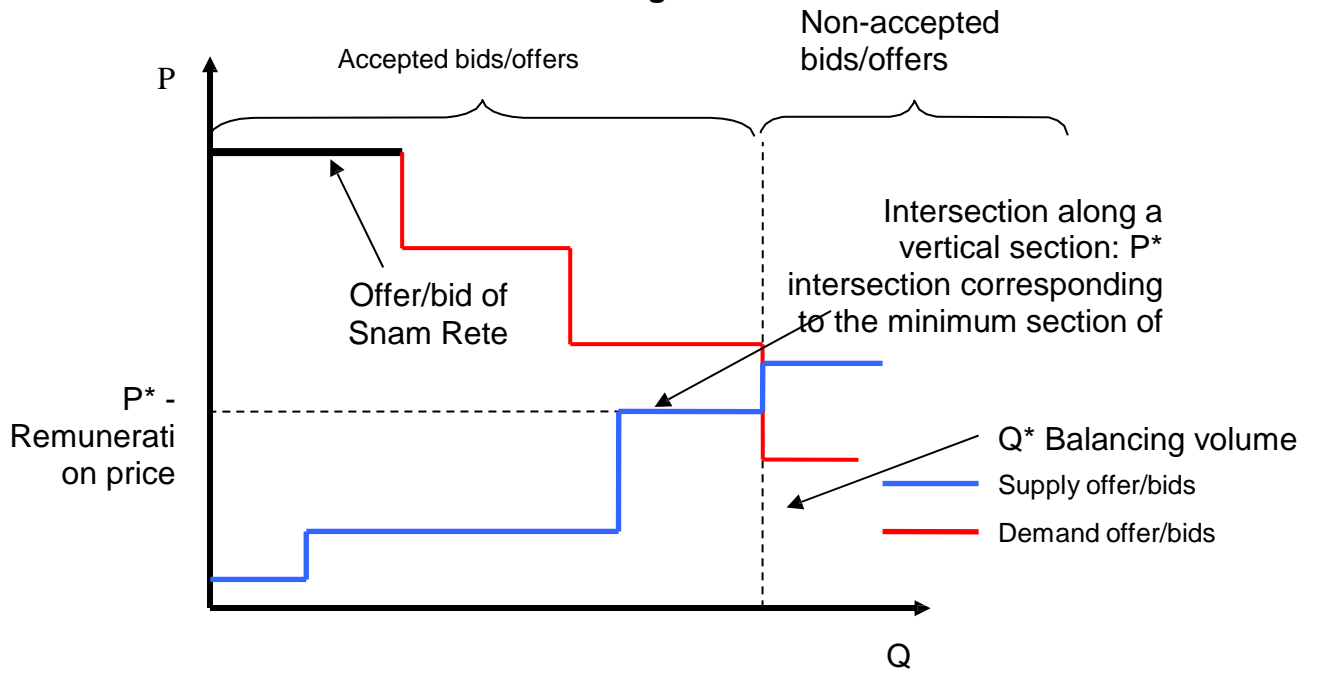 Accepted bids/offers
Non-accepted
bids/offers
P
Intersection along a
vertical section: P*
intersection corresponding
to the minimum section of
Offer/bid of
Snam Rete
P* -
Remunerati
on price
Q* Balancing volume
Supply offer/bids
Demand offer/bids
Q